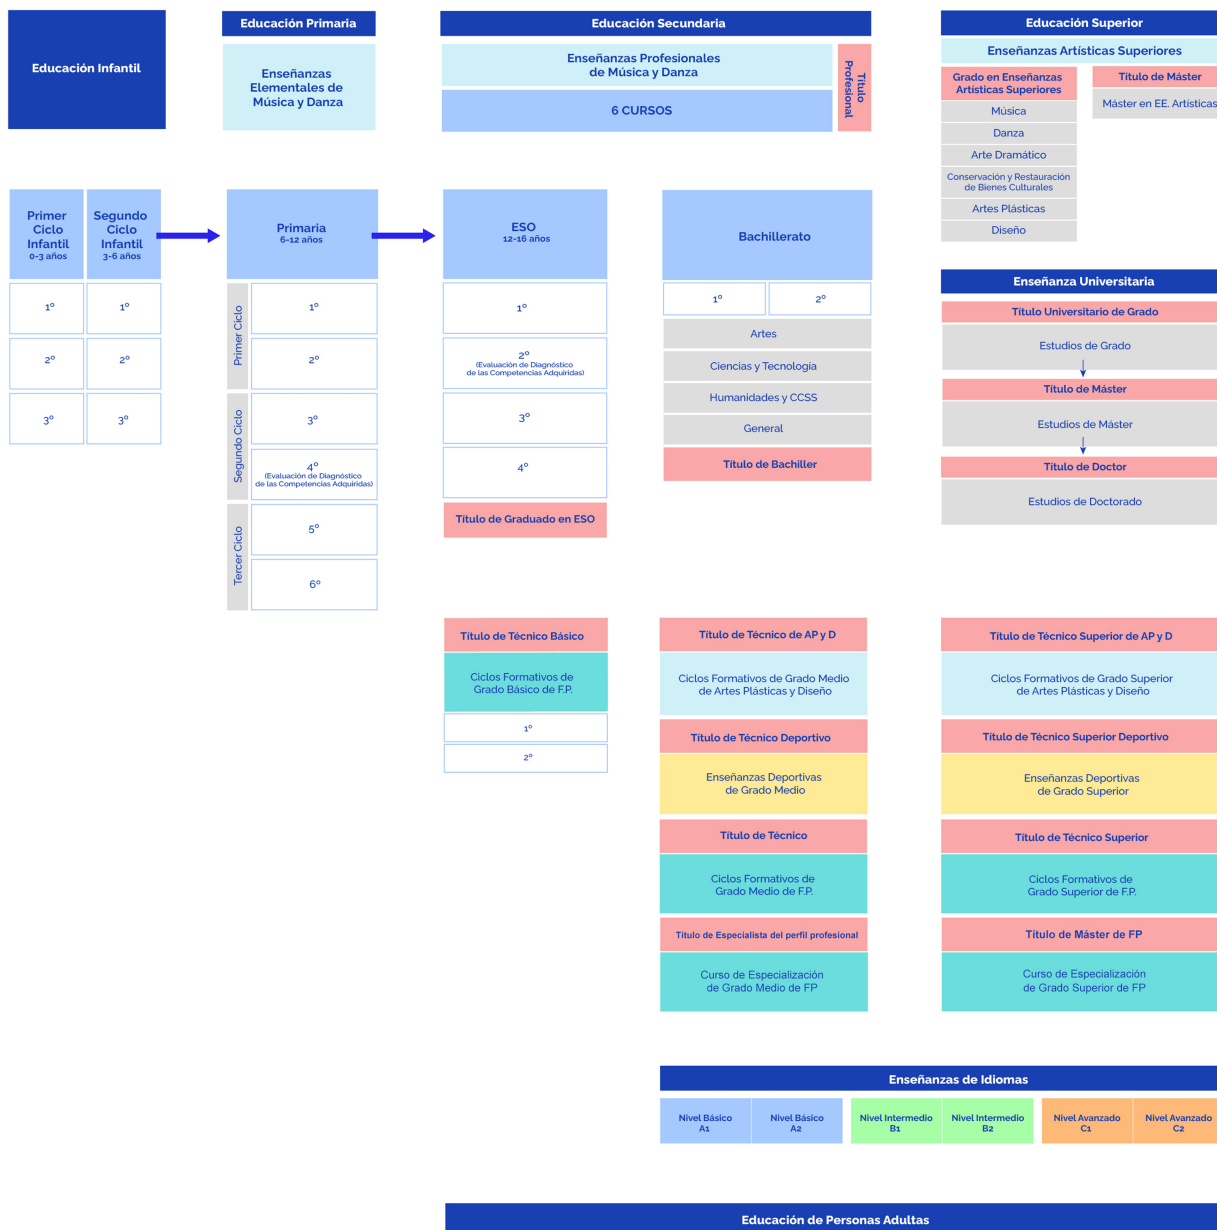 Educación Infantil
Educación Primaria
Enseñanzas
Elementales de
Música y Danza
Educación Secundaria
Enseñanzas Profesionales
de Música y Danza
6 CURSOS
Título
Profesional
Educación Superior
Enseñanzas Artísticas Superiores
Grado en Enseñanzas
Artísticas Superiores
Música
Danza
Arte Dramático
Conservación y Restauración
de Bienes Culturales
Artes Plásticas
Diseño
Título de Máster
Máster en EE. Artísticas
Primer
Ciclo
Infantil
0-3 años
1º
2º
3º
Segundo
Ciclo
Infantil
3-6 años
1º
2º
3º
Primaria
6-12 años
Primer Ciclo
1º
2º
Segundo Ciclo
3º
4º
(Evaluación de Diagnóstico
de las Competencias Adquiridas)
Tercer Ciclo
5º
6º
ESO
12-16 años
1º
2º
(Evaluación de Diagnóstico
de las Competencias Adquiridas)
3º
4º
Título de Graduado en ESO
Bachillerato
1º
2º
Artes
Ciencias y Tecnología
Humanidades y CCSS
General
Título de Bachiller
Enseñanza Universitaria
Título Universitario de Grado
Estudios de Grado
Título de Máster
Estudios de Máster
Título de Doctor
Estudios de Doctorado
Título de Técnico Básico
Ciclos Formativos de
Grado Básico de F.P.
1º
2º
Título de Técnico de AP y D
Ciclos Formativos de Grado Medio
de Artes Plásticas y Diseño
Título de Técnico Deportivo
Enseñanzas Deportivas
de Grado Medio
Título de Técnico
Ciclos Formativos de
Grado Medio de F.P.
Título de Especialista del perfil profesional
Curso de Especialización
de Grado Medio de FP
Título de Técnico Superior de AP y D
Ciclos Formativos de Grado Superior
de Artes Plásticas y Diseño
Título de Técnico Superior Deportivo
Enseñanzas Deportivas
de Grado Superior
Título de Técnico Superior
Ciclos Formativos de
Grado Superior de F.P.
Título de Máster de FP
Curso de Especialización
de Grado Superior de FP
Enseñanzas de Idiomas
Nivel Básico
A1
Nivel Básico
A2
Nivel Intermedio
B1
Nivel Intermedio
B2
Nivel Avanzado
C1
Nivel Avanzado
C2
Educación de Personas Adultas